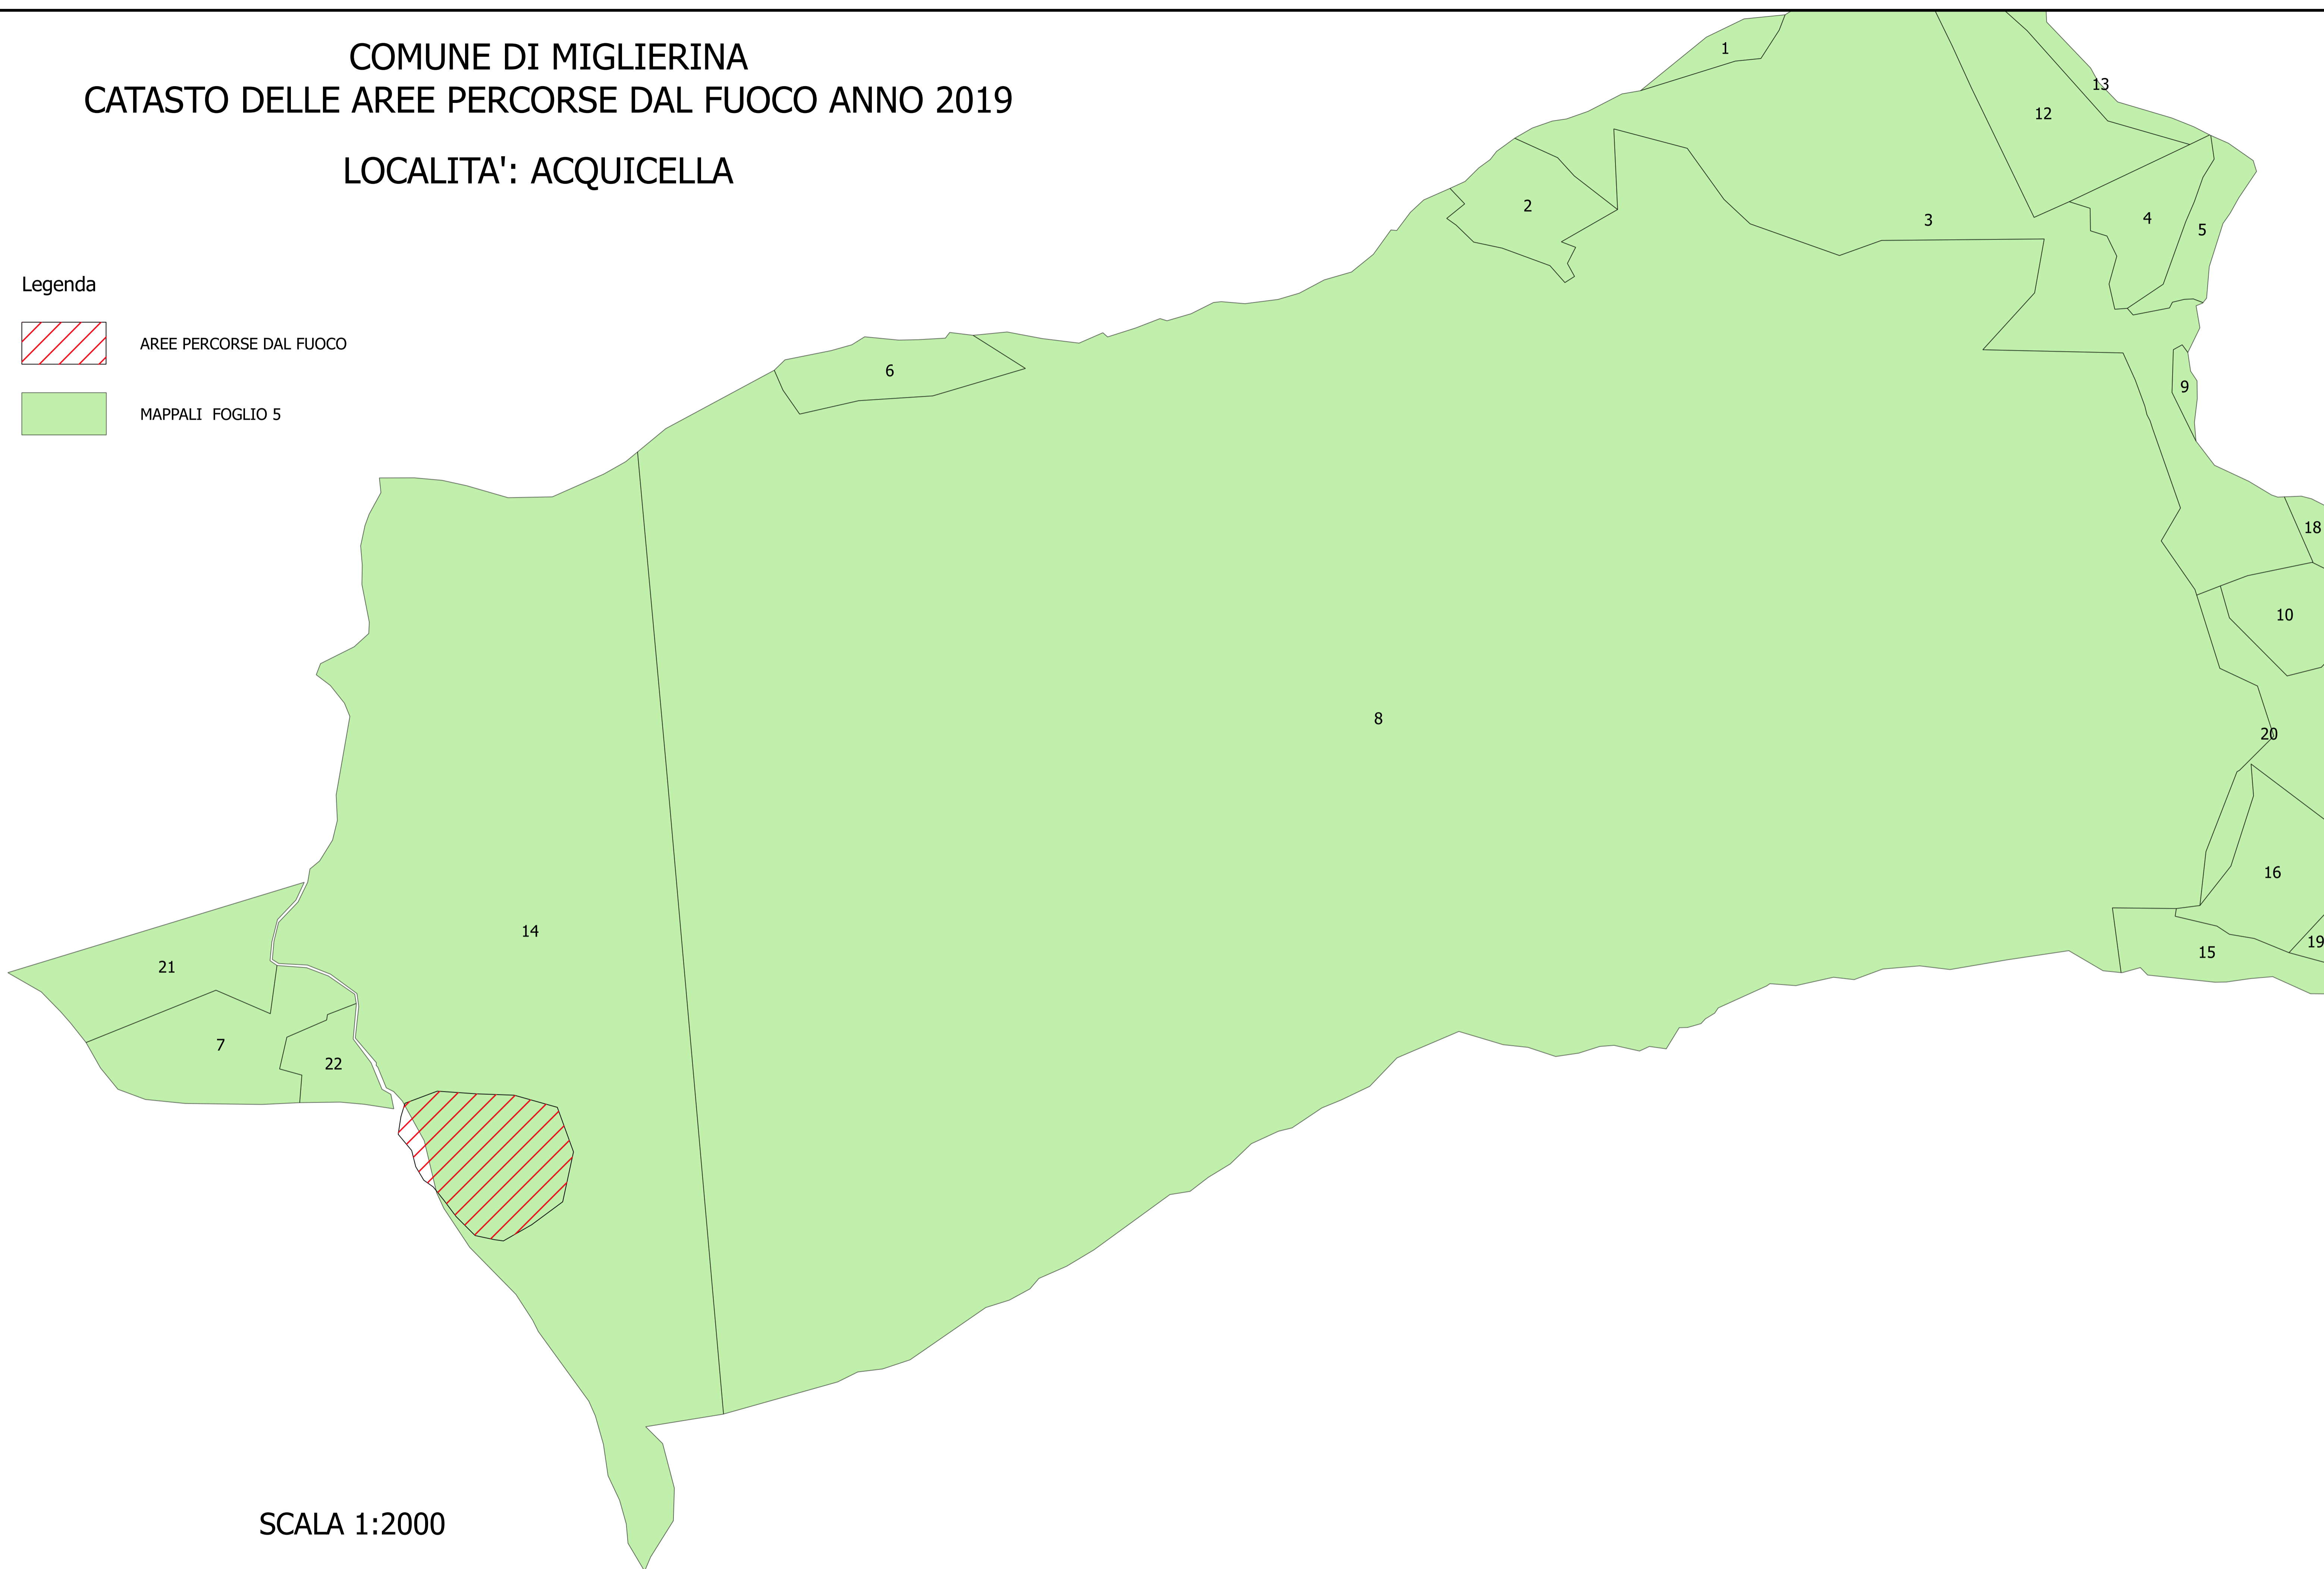 COMUNE DI MIGLIERINA
CATASTO DELLE AREE PERCORSE DAL FUOCO ANNO 2019
LOCALITA': ACQUICELLA
Legenda
AREE PERCORSE DAL FUOCO
MAPPALI FOGLIO 5
1
13
12
2
3
4
5
6
9
18
10
8
20
16
14
19
15
21
7
22
SCALA 1:2000